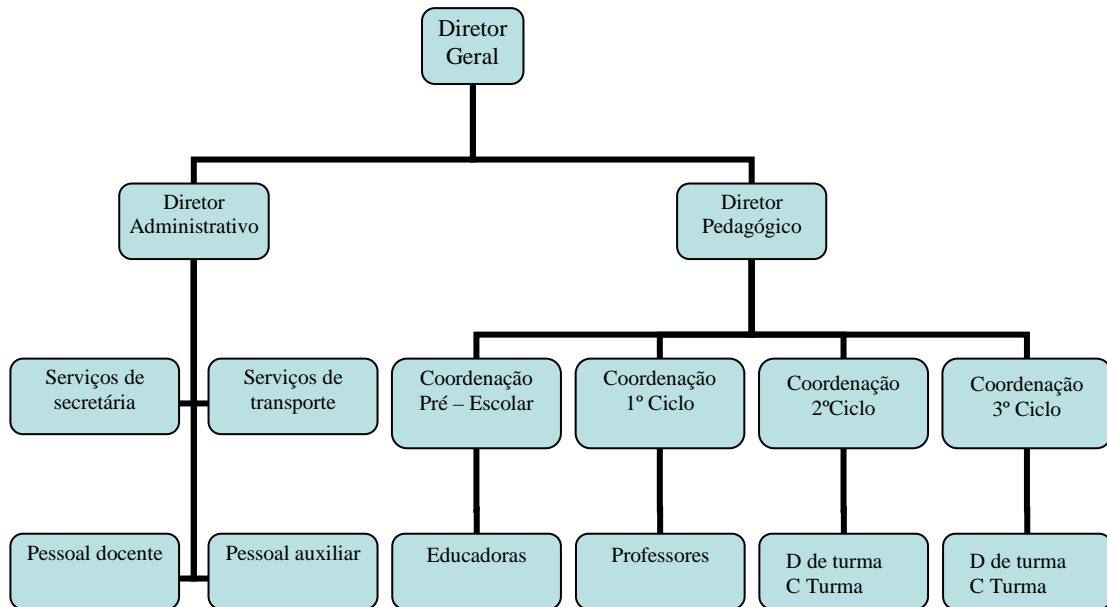 Diretor
Geral
Diretor
Administrativo
Diretor
Pedagógico
Serviços de
secretária
Serviços de
transporte
Coordenação
Pré – Escolar
Coordenação
1º Ciclo
Coordenação
2ºCiclo
Coordenação
3º Ciclo
Pessoal docente
Pessoal auxiliar
Educadoras
Professores
D de turma
C Turma
D de turma
C Turma